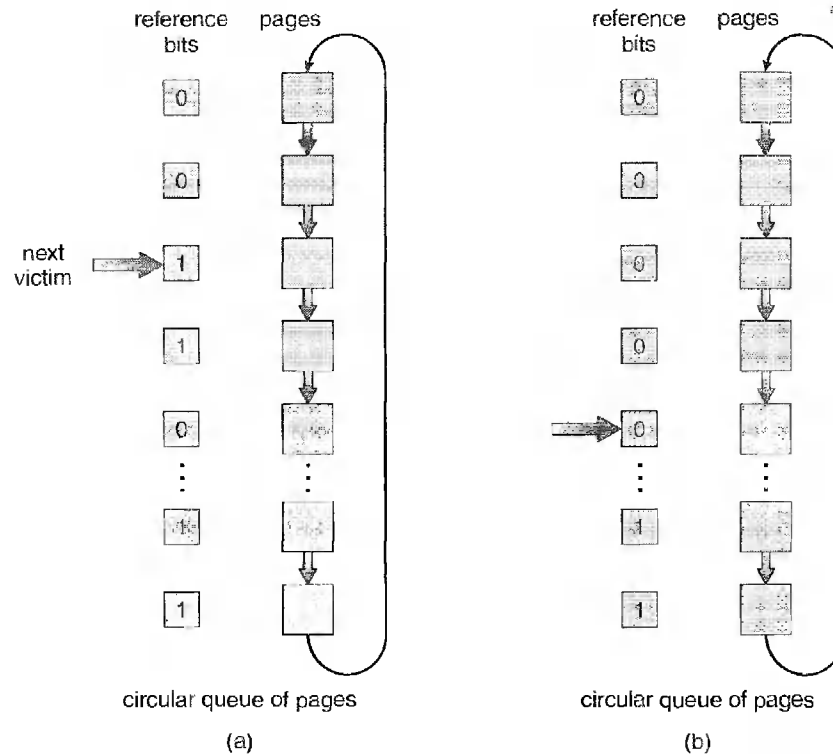 reference bits
pages
0
0
next victim
1
1
0
1
1
circular queue of pages
(a)
reference bits
pages
0
0
0
0
0
1
1
circular queue of pages
(b)